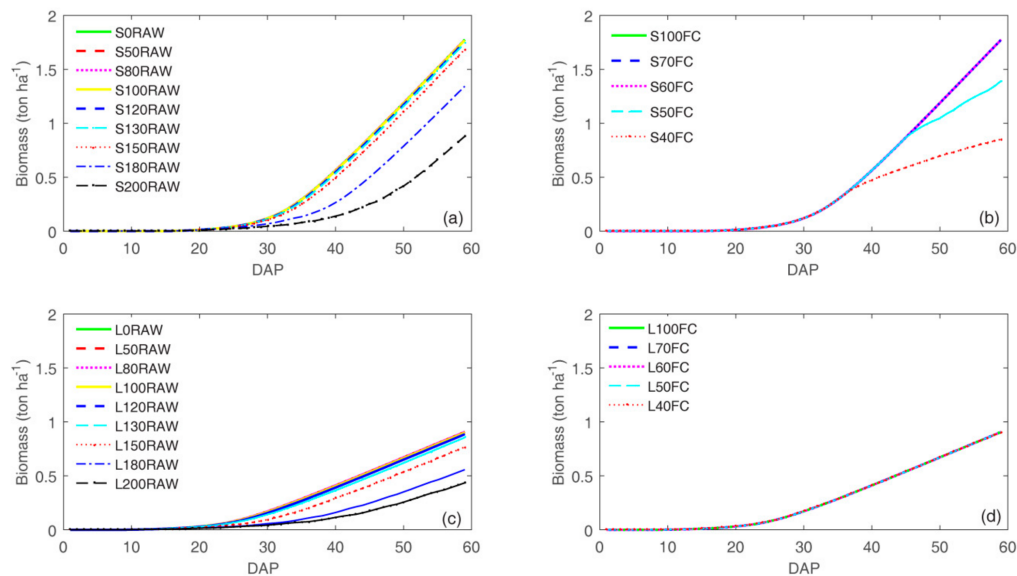 2
1.5
1
0.5
0
Biomass (ton ha⁻¹)
S0RAW
S50RAW
S80RAW
S100RAW
S120RAW
S130RAW
S150RAW
S180RAW
S200RAW
(a)
0 10 20 30 40 50 60
DAP
2
1.5
1
0.5
0
Biomass (ton ha⁻¹)
S100FC
S70FC
S60FC
S50FC
S40FC
(b)
0 10 20 30 40 50 60
DAP
2
1.5
1
0.5
0
Biomass (ton ha⁻¹)
L0RAW
L50RAW
L80RAW
L100RAW
L120RAW
L130RAW
L150RAW
L180RAW
L200RAW
(c)
0 10 20 30 40 50 60
DAP
2
1.5
1
0.5
0
Biomass (ton ha⁻¹)
L100FC
L70FC
L60FC
L50FC
L40FC
(d)
0 10 20 30 40 50 60
DAP